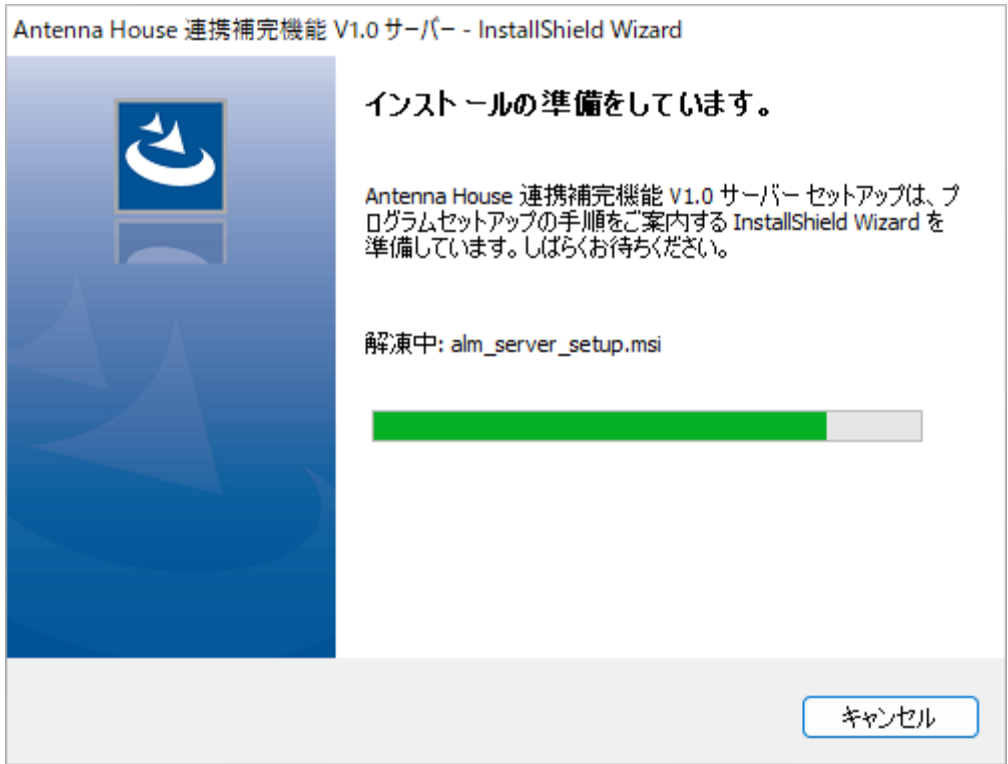 Antenna House 連携補完機能 V1.0 サーバー - InstallShield Wizard
インストールの準備をしています。
Antenna House 連携補完機能 V1.0 サーバー セットアップは、プ
ログラムセットアップの手順をご案内する InstallShield Wizard を
準備しています。しばらくお待ちください。
解凍中: alm_server_setup.msi
キャンセル